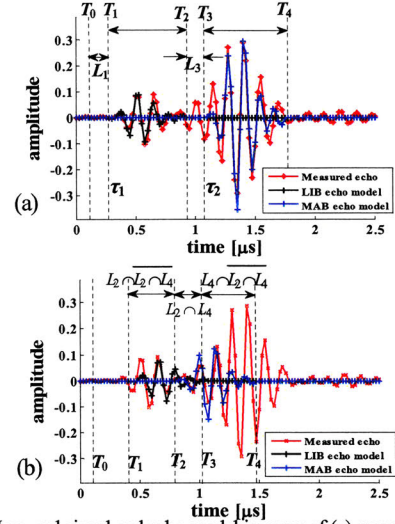 T₀ T₁ T₂ T₃ T₄
L₁ L₃
0.3
0.2
0.1
0
-0.1
-0.2
-0.3
amplitude
τ₁ τ₂
Measured echo
LIB echo model
MAB echo model
(a)
0 0.5 1 1.5 2 2.5
time [μs]
L₂∩L̅₂̅∩̅L̅₄̅ L₂∩L₄ L₄∩L̅₂̅∩̅L̅₄̅
0.3
0.2
0.1
0
-0.1
-0.2
-0.3
amplitude
T₀ T₁ T₂ T₃ T₄
Measured echo
LIB echo model
MAB echo model
(b)
0 0.5 1 1.5 2 2.5
time [μs]